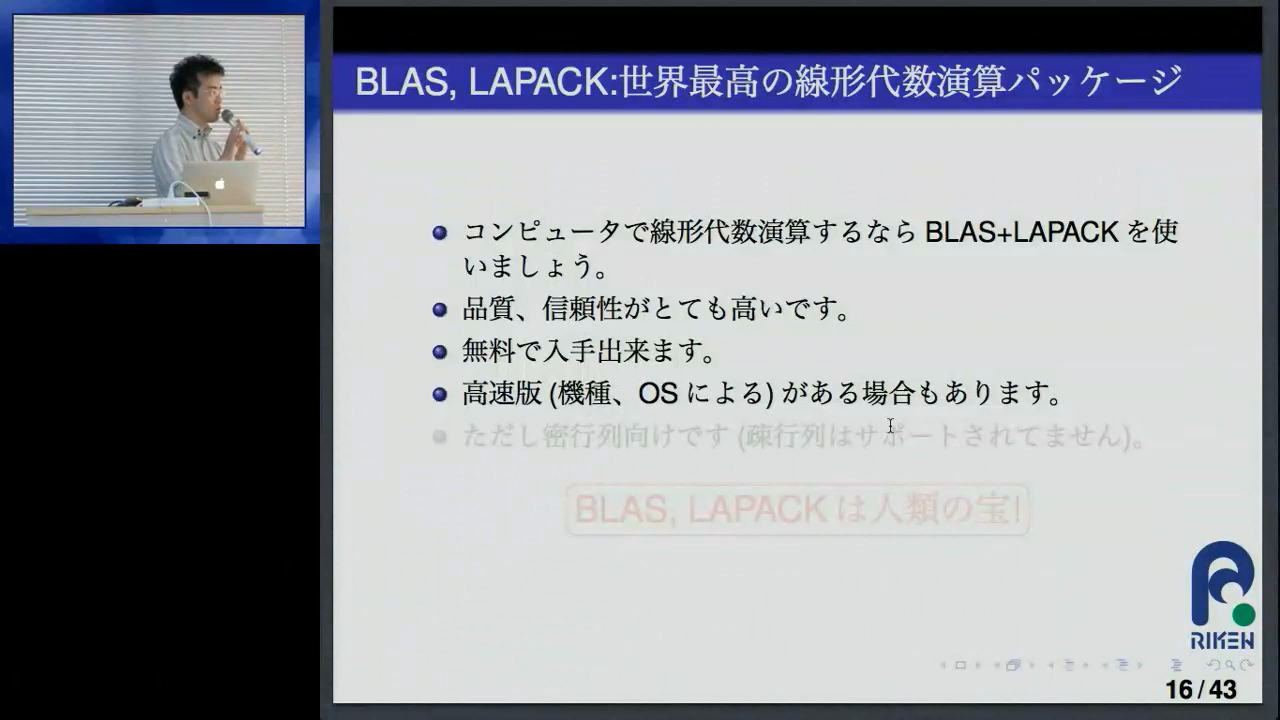 BLAS, LAPACK:世界最高の線形代数演算パッケージ
コンピュータで線形代数演算するなら BLAS+LAPACK を使
いましょう。
品質、信頼性がとても高いです。
無料で入手出来ます。
高速版 (機種、OS による) がある場合もあります。
ただし密行列向けです (疎行列はサポートされてません)。
BLAS, LAPACK は人類の宝!
RIKEN
16 / 43